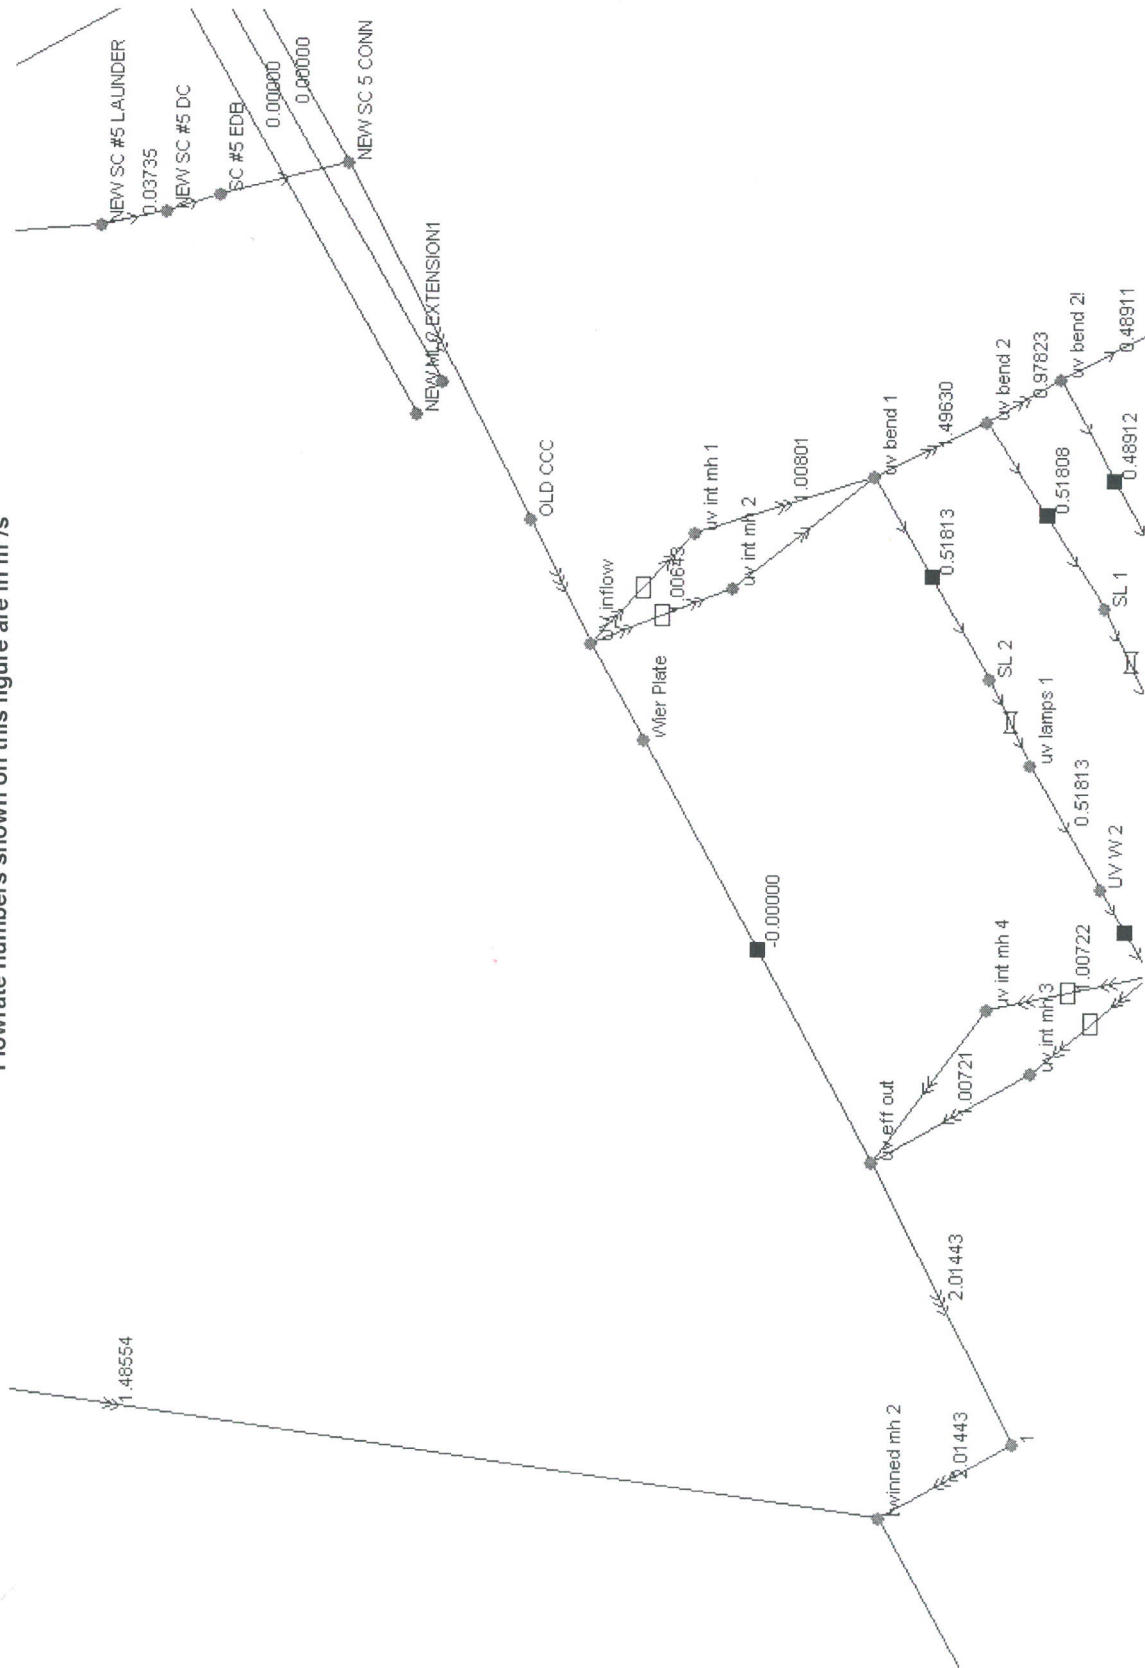 Flowrate numbers shown on this figure are in m³/s
NEW SC #5 LAUNDER
0.03735
NEW SC #5 DC
SC #5 EDB
0.00000
0.00000
NEW SC 5 CONN
NEW MLC EXTENSION1
OLD CCC
UV inflow
uv int mh 1
1.00801
.00643
uv int mh 2
Wier Plate
uv bend 1
1.49630
uv bend 2
0.97823
uv bend 2!
0.48911
0.48912
0.51808
SL 1
0.51813
SL 2
uv lamps 1
0.51813
UV W 2
-0.00000
uv int mh 4
.00722
uv int mh 3
1.00721
uv eff out
2.01443
1.48554
twinned mh 2
2.01443
1